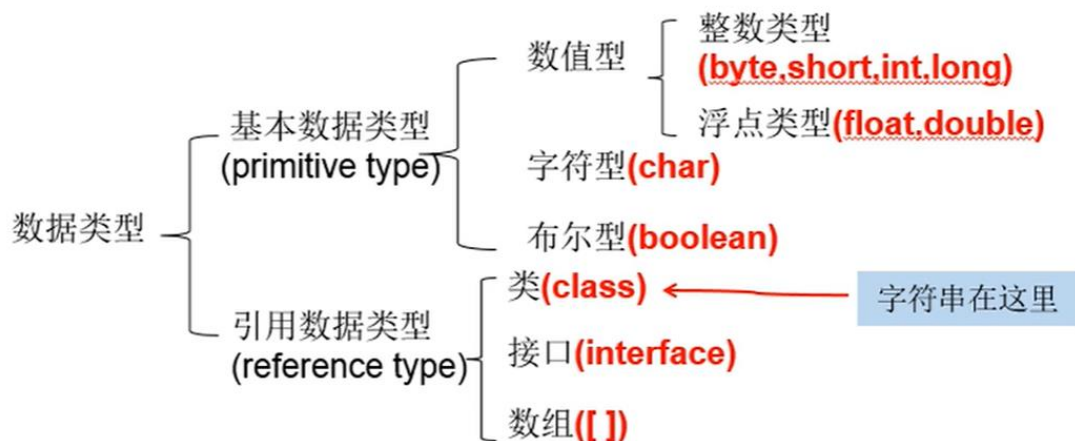 整数类型
数值型
(byte,short,int,long)
基本数据类型
浮点类型(float,double)
(primitive type)
字符型(char)
数据类型
布尔型(boolean)
类(class)
字符串在这里
引用数据类型
(reference type)
接口(interface)
数组([ ])